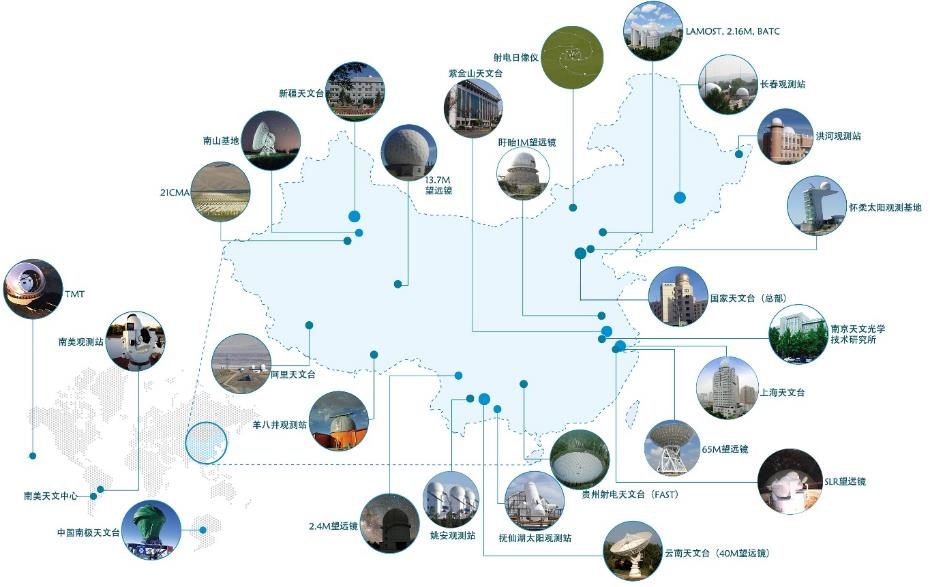 LAMOST, 2.16M, BATC
射电日像仪
紫金山天文台
长春观测站
新疆天文台
南山基地
洪河观测站
盱眙1M望远镜
13.7M
望远镜
21CMA
怀柔太阳观测基地
TMT
国家天文台（总部）
南美观测站
南京天文光学
技术研究所
阿里天文台
上海天文台
羊八井观测站
65M望远镜
SLR望远镜
南美天文中心
贵州射电天文台（FAST）
2.4M望远镜
中国南极天文台
姚安观测站
抚仙湖太阳观测站
云南天文台（40M望远镜）